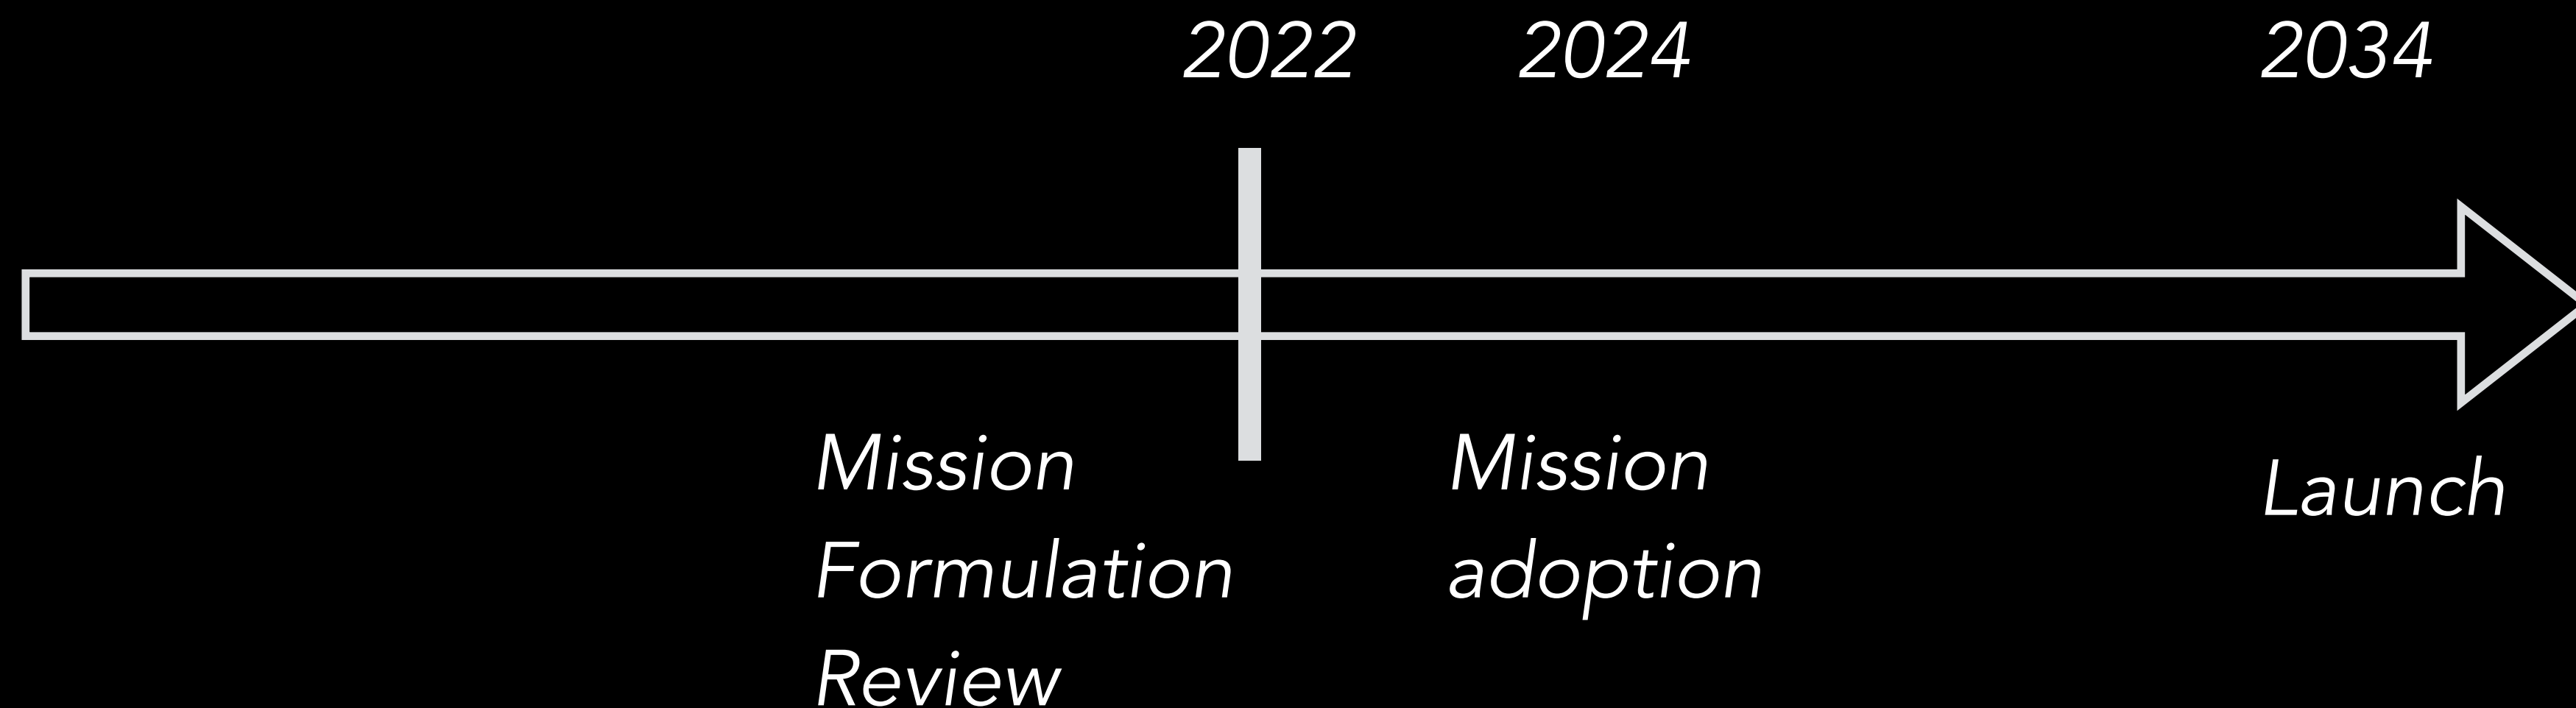 2022 2024 2034
Mission
Formulation
Review
Mission
adoption
Launch